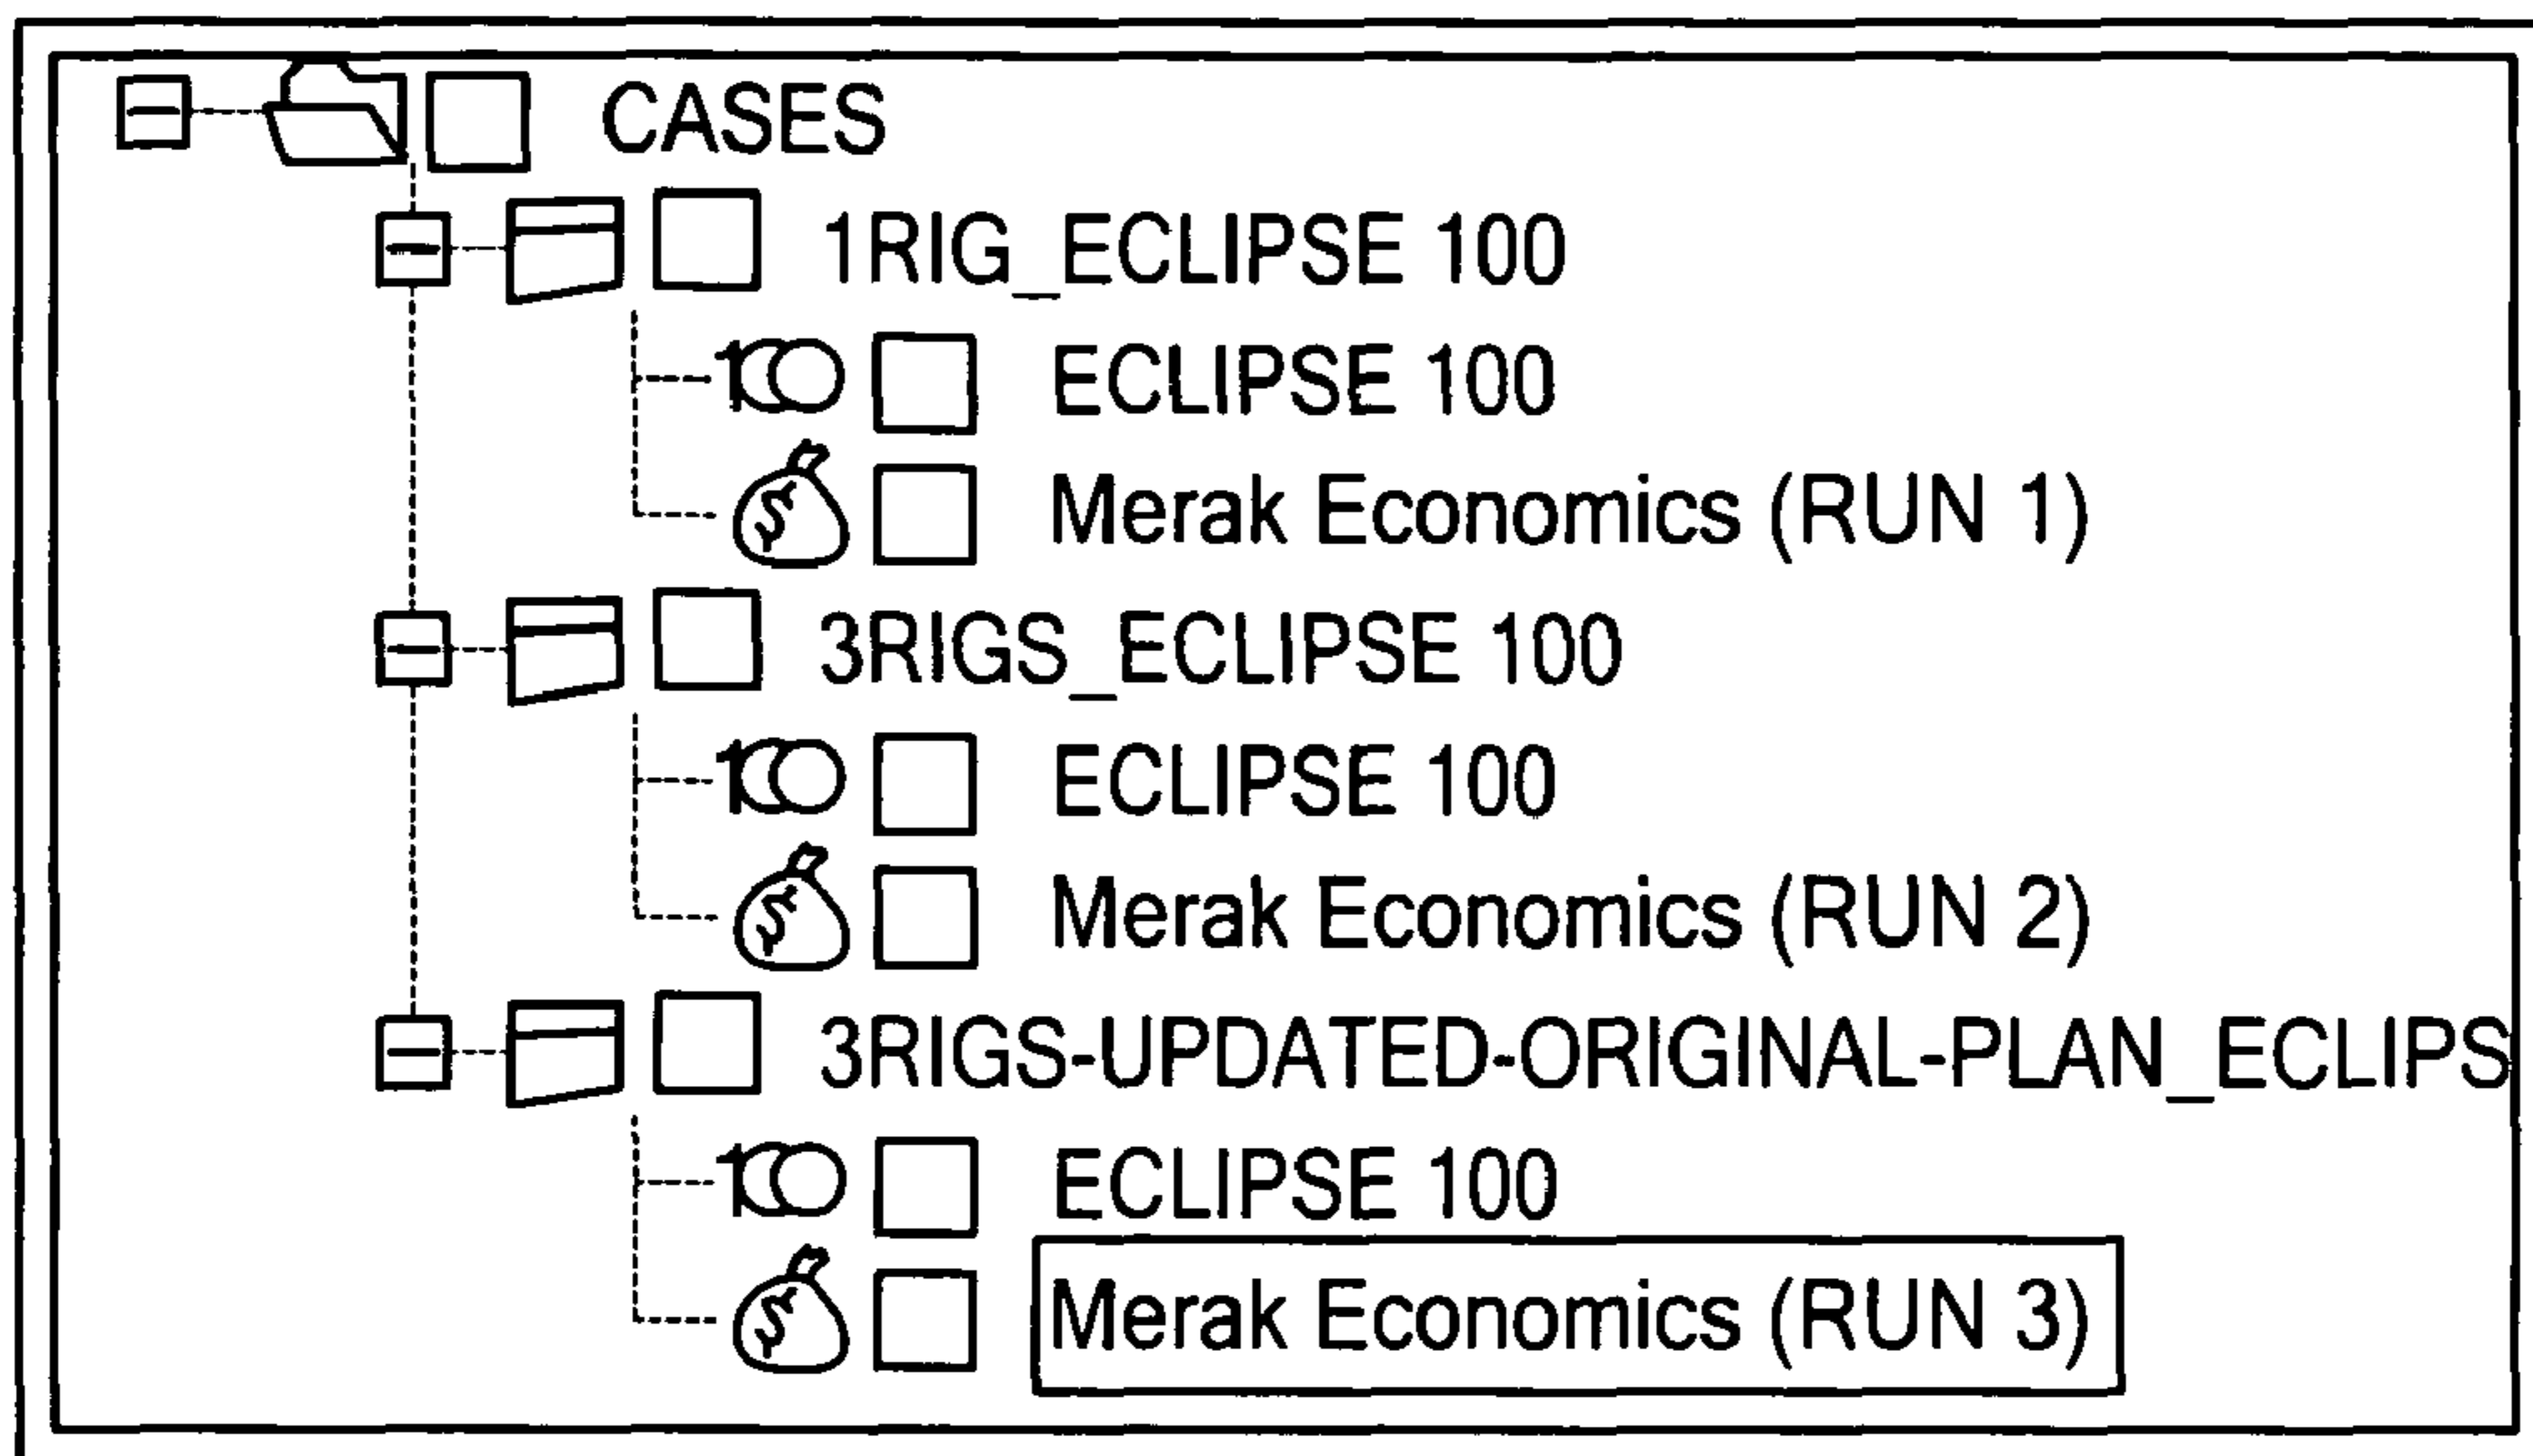 CASES
1RIG_ECLIPSE 100
ECLIPSE 100
Merak Economics (RUN 1)
3RIGS_ECLIPSE 100
ECLIPSE 100
Merak Economics (RUN 2)
3RIGS-UPDATED-ORIGINAL-PLAN_ECLIPS
ECLIPSE 100
Merak Economics (RUN 3)